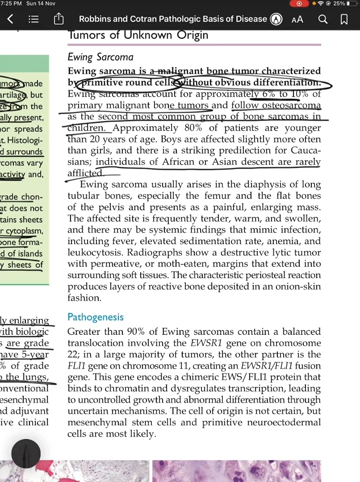 7:25 PM Sun 14 Nov
Robbins and Cotran Pathologic Basis of Disease
AA
Tumors of Unknown Origin
Ewing Sarcoma
Ewing sarcoma is a malignant bone tumor characterized
by primitive round cells without obvious differentiation.
Ewing sarcomas account for approximately 6% to 10% of
primary malignant bone tumors and follow osteosarcoma
as the second most common group of bone sarcomas in
children. Approximately 80% of patients are younger
than 20 years of age. Boys are affected slightly more often
than girls, and there is a striking predilection for Cauca-
sians; individuals of African or Asian descent are rarely
afflicted.
Ewing sarcoma usually arises in the diaphysis of long
tubular bones, especially the femur and the flat bones
of the pelvis and presents as a painful, enlarging mass.
The affected site is frequently tender, warm, and swollen,
and there may be systemic findings that mimic infection,
including fever, elevated sedimentation rate, anemia, and
leukocytosis. Radiographs show a destructive lytic tumor
with permeative, or moth-eaten, margins that extend into
surrounding soft tissues. The characteristic periosteal reaction
produces layers of reactive bone deposited in an onion-skin
fashion.
Pathogenesis
Greater than 90% of Ewing sarcomas contain a balanced
translocation involving the EWSR1 gene on chromosome
22; in a large majority of tumors, the other partner is the
FLI1 gene on chromosome 11, creating an EWSR1/FLI1 fusion
gene. This gene encodes a chimeric EWS/FLI1 protein that
binds to chromatin and dysregulates transcription, leading
to uncontrolled growth and abnormal differentiation through
uncertain mechanisms. The cell of origin is not certain, but
mesenchymal stem cells and primitive neuroectodermal
cells are most likely.
made
but
from the
ally present,
or spreads
t. Histologi-
d surrounds
comas vary
activity and,
grade chon-
at does not
tains sheets
r cytoplasm,
bone forma-
d of islands
y sheets of
ly enlarging
with biologic
s are grade
have 5-year
% of grade
o the lungs,
onventional
esenchymal
nd adjuvant
ive clinical